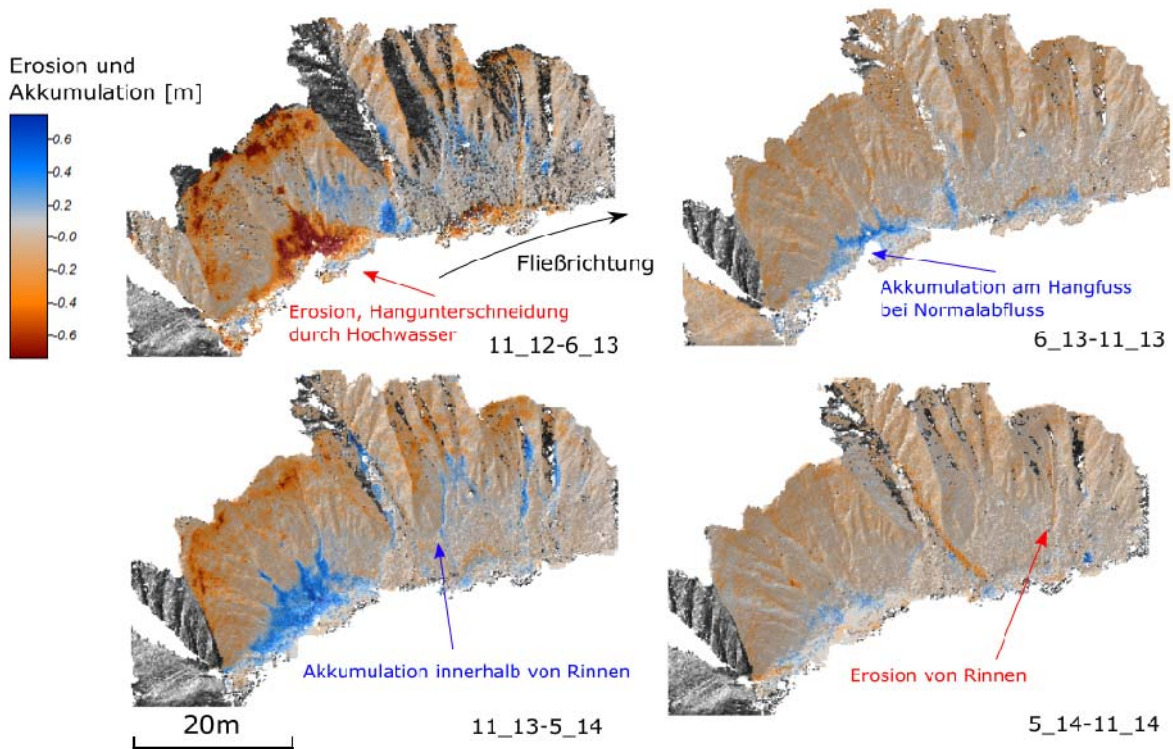 Erosion und
Akkumulation [m]
0.6
0.4
0.2
-0.0
-0.2
-0.4
-0.6
Fließrichtung
Erosion, Hangunterschneidung
durch Hochwasser
11_12-6_13
Akkumulation am Hangfuss
bei Normalabfluss
6_13-11_13
Akkumulation innerhalb von Rinnen
20m
11_13-5_14
Erosion von Rinnen
5_14-11_14